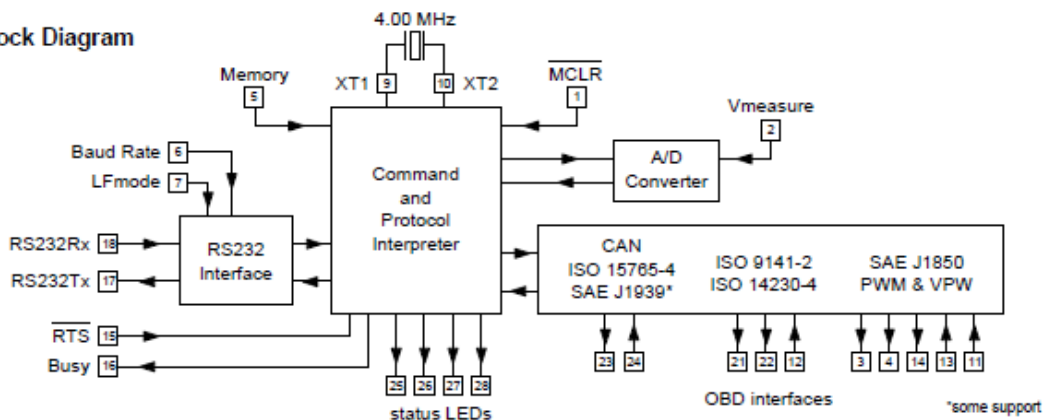 ock Diagram
4.00 MHz
Memory
5
XT1
9
10
XT2
MCLR
1
Vmeasure
2
Baud Rate
6
LFmode
7
Command
and
Protocol
Interpreter
A/D
Converter
RS232Rx
18
RS232Tx
17
RS232
Interface
CAN
ISO 15765-4
SAE J1939*
ISO 9141-2
ISO 14230-4
SAE J1850
PWM & VPW
RTS
15
Busy
16
25
26
27
28
status LEDs
23
24
21
22
12
3
4
14
13
11
OBD interfaces
*some support